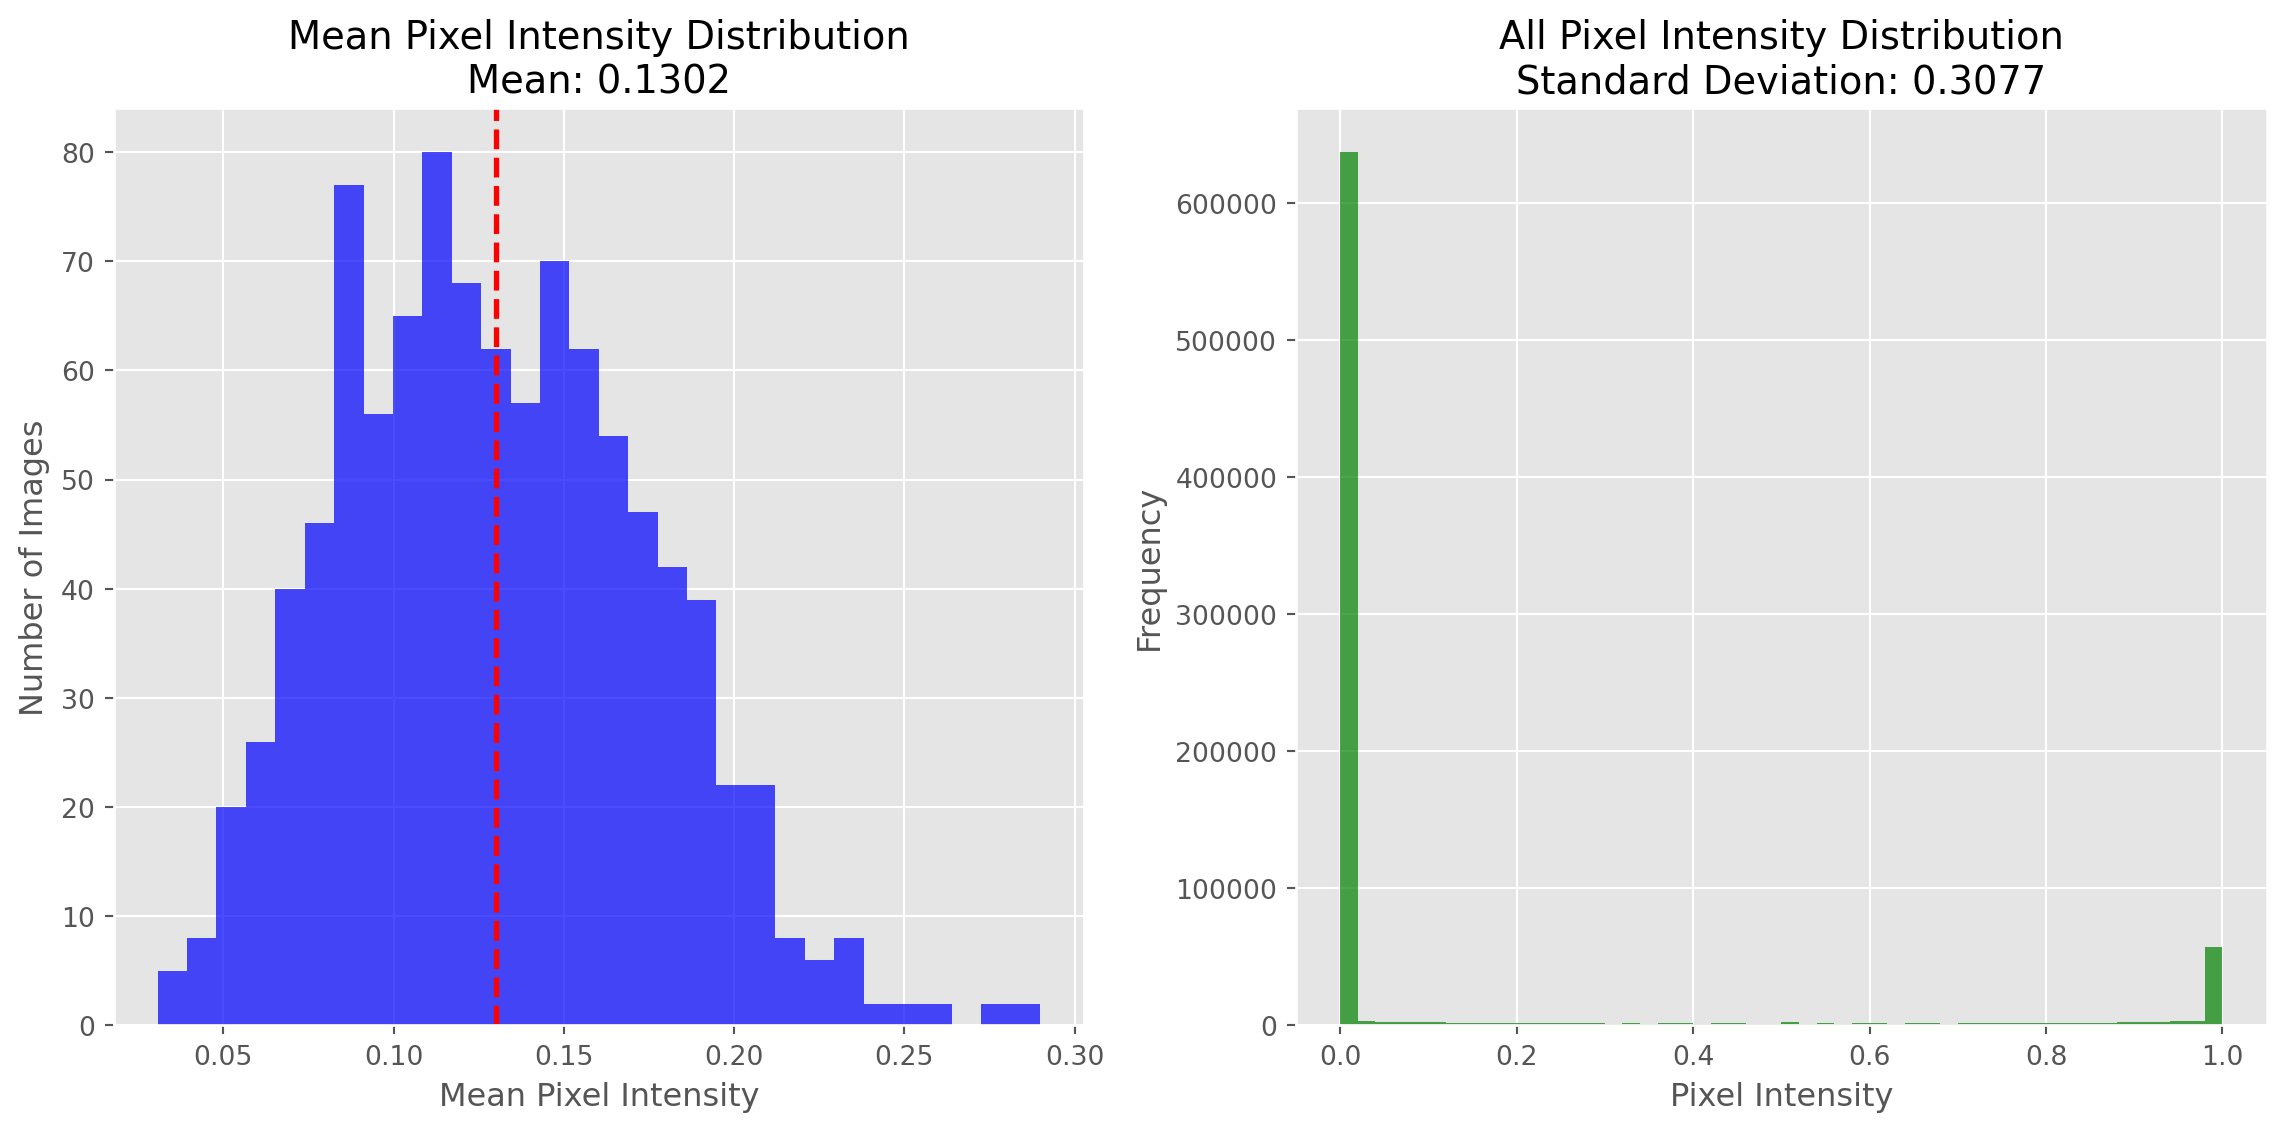 Mean Pixel Intensity Distribution
Mean: 0.1302
80
70
60
50
40
30
20
10
0
Number of Images
0.05 0.10 0.15 0.20 0.25 0.30
Mean Pixel Intensity
All Pixel Intensity Distribution
Standard Deviation: 0.3077
600000
500000
400000
300000
200000
100000
0
Frequency
0.0 0.2 0.4 0.6 0.8 1.0
Pixel Intensity